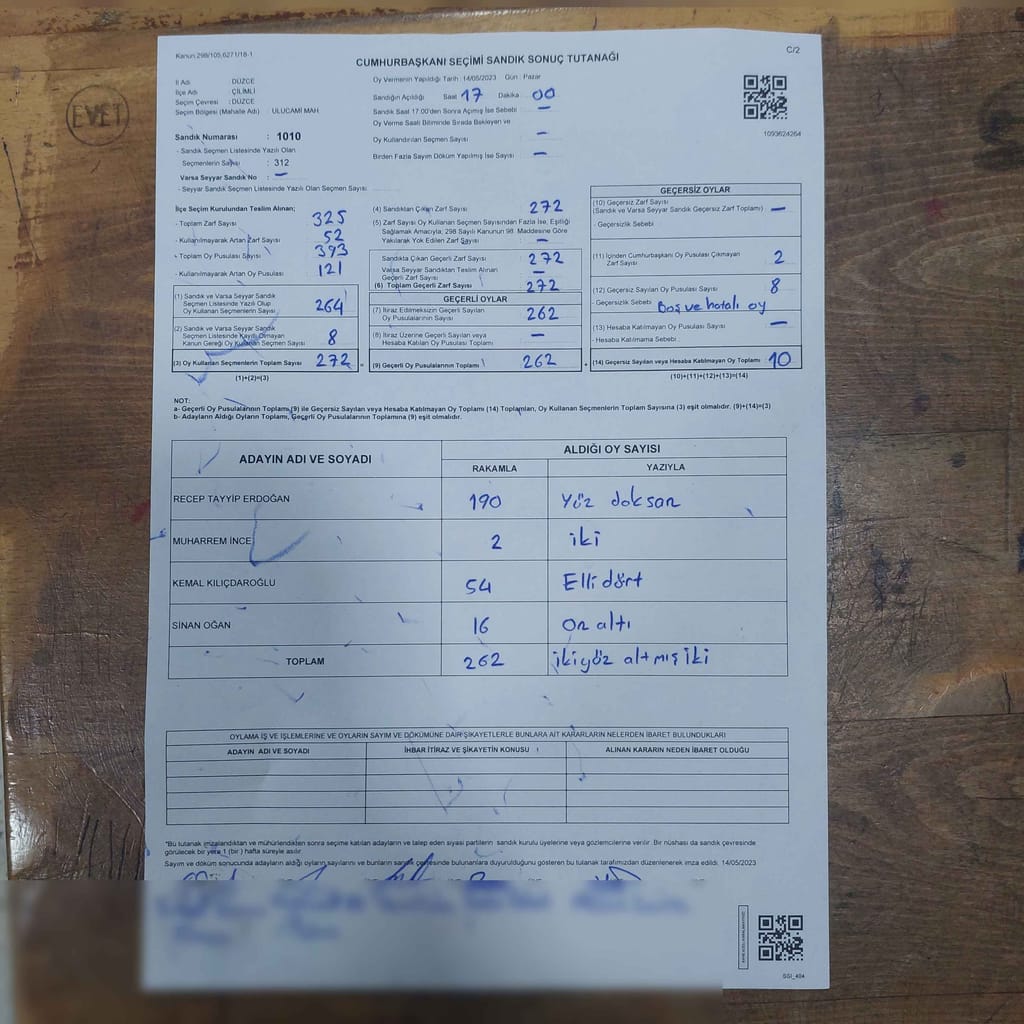 Kanun 298/105,6271/18-1
C/2
CUMHURBAŞKANI SEÇİMİ SANDIK SONUÇ TUTANAĞI
EVET
İl Adı : DÜZCE
İlçe Adı : ÇİLİMLİ
Seçim Çevresi : DÜZCE
Seçim Bölgesi (Mahalle Adı) : ULUCAMİ MAH
Sandık Numarası : 1010
- Sandık Seçmen Listesinde Yazılı Olan
Seçmenlerin Sayısı : 312
Varsa Seyyar Sandık No : –
- Seyyar Sandık Seçmen Listesinde Yazılı Olan Seçmen Sayısı
Oy Vermenin Yapıldığı Tarih : 14/05/2023 Gün : Pazar
Sandığın Açıldığı Saat 17 Dakika 00
Sandık Saat 17:00'den Sonra Açılmış İse Sebebi –
Oy Verme Saati Bitiminde Sırada Bekleyen ve
Oy Kullandırılan Seçmen Sayısı –
Birden Fazla Sayım Döküm Yapılmış İse Sayısı –
1093624264
İlçe Seçim Kurulundan Teslim Alınan;
- Toplam Zarf Sayısı 325
- Kullanılmayarak Artan Zarf Sayısı 52
- Toplam Oy Pusulası Sayısı 393
- Kullanılmayarak Artan Oy Pusulası 121
(1) Sandık ve Varsa Seyyar Sandık
Seçmen Listesinde Yazılı Olup
Oy Kullanan Seçmenlerin Sayısı 264
(2) Sandık ve Varsa Seyyar Sandık
Seçmen Listesinde Kayıtlı Olmayan
Kanun Gereği Oy Kullanan Seçmen Sayısı 8
(3) Oy Kullanan Seçmenlerin Toplam Sayısı 272
(1)+(2)=(3)
(4) Sandıktan Çıkan Zarf Sayısı 272
(5) Zarf Sayısı Oy Kullanan Seçmen Sayısından Fazla İse, Eşitliği
Sağlamak Amacıyla; 298 Sayılı Kanunun 98. Maddesine Göre
Yakılarak Yok Edilen Zarf Sayısı –
Sandıkta Çıkan Geçerli Zarf Sayısı 272
Varsa Seyyar Sandıktan Teslim Alınan
Geçerli Zarf Sayısı –
(6) Toplam Geçerli Zarf Sayısı 272
GEÇERLİ OYLAR
(7) İtiraz Edilmeksizin Geçerli Sayılan
Oy Pusulalarının Sayısı 262
(8) İtiraz Üzerine Geçerli Sayılan veya
Hesaba Katılan Oy Pusulası Toplamı –
(9) Geçerli Oy Pusulalarının Toplamı 262
GEÇERSİZ OYLAR
(10) Geçersiz Zarf Sayısı
(Sandık ve Varsa Seyyar Sandık Geçersiz Zarf Toplamı) –
- Geçersizlik Sebebi
(11) İçinden Cumhurbaşkanı Oy Pusulası Çıkmayan
Zarf Sayısı 2
(12) Geçersiz Sayılan Oy Pusulası Sayısı 8
- Geçersizlik Sebebi Boş ve hatalı oy
(13) Hesaba Katılmayan Oy Pusulası Sayısı –
- Hesaba Katılmama Sebebi
(14) Geçersiz Sayılan veya Hesaba Katılmayan Oy Toplamı 10
(10)+(11)+(12)+(13)=(14)
NOT:
a- Geçerli Oy Pusulalarının Toplamı (9) ile Geçersiz Sayılan veya Hesaba Katılmayan Oy Toplamı (14) Toplamları, Oy Kullanan Seçmenlerin Toplam Sayısına (3) eşit olmalıdır. (9)+(14)=(3)
b- Adayların Aldığı Oyların Toplamı, Geçerli Oy Pusulalarının Toplamına (9) eşit olmalıdır.
ADAYIN ADI VE SOYADI ALDIĞI OY SAYISI
RAKAMLA YAZIYLA
RECEP TAYYİP ERDOĞAN 190 Yüz doksan
MUHARREM İNCE 2 iki
KEMAL KILIÇDAROĞLU 54 Elli dört
SİNAN OĞAN 16 On altı
TOPLAM 262 ikiyüz altmış iki
OYLAMA İŞ VE İŞLEMLERİNE VE OYLARIN SAYIM VE DÖKÜMÜNE DAİR ŞİKAYETLERLE BUNLARA AİT KARARLARIN NELERDEN İBARET BULUNDUKLARI
ADAYIN ADI VE SOYADI İHBAR İTİRAZ VE ŞİKAYETİN KONUSU ALINAN KARARIN NEDEN İBARET OLDUĞU
*Bu tutanak imzalandıktan ve mühürlendikten sonra seçime katılan adayların ve talep eden siyasi partilerin sandık kurulu üyelerine veya gözlemcilerine verilir. Bir nüshası da sandık çevresinde
görülecek bir yere 1 (bir ) hafta süreyle asılır.
Sayım ve döküm sonucunda adayların aldığı oyların sayılarını ve bunların sandık çevresinde bulunanlara duyurulduğunu gösteren bu tutanak tarafımızdan düzenlenerek imza edildi. 14/05/2023
SSI_484